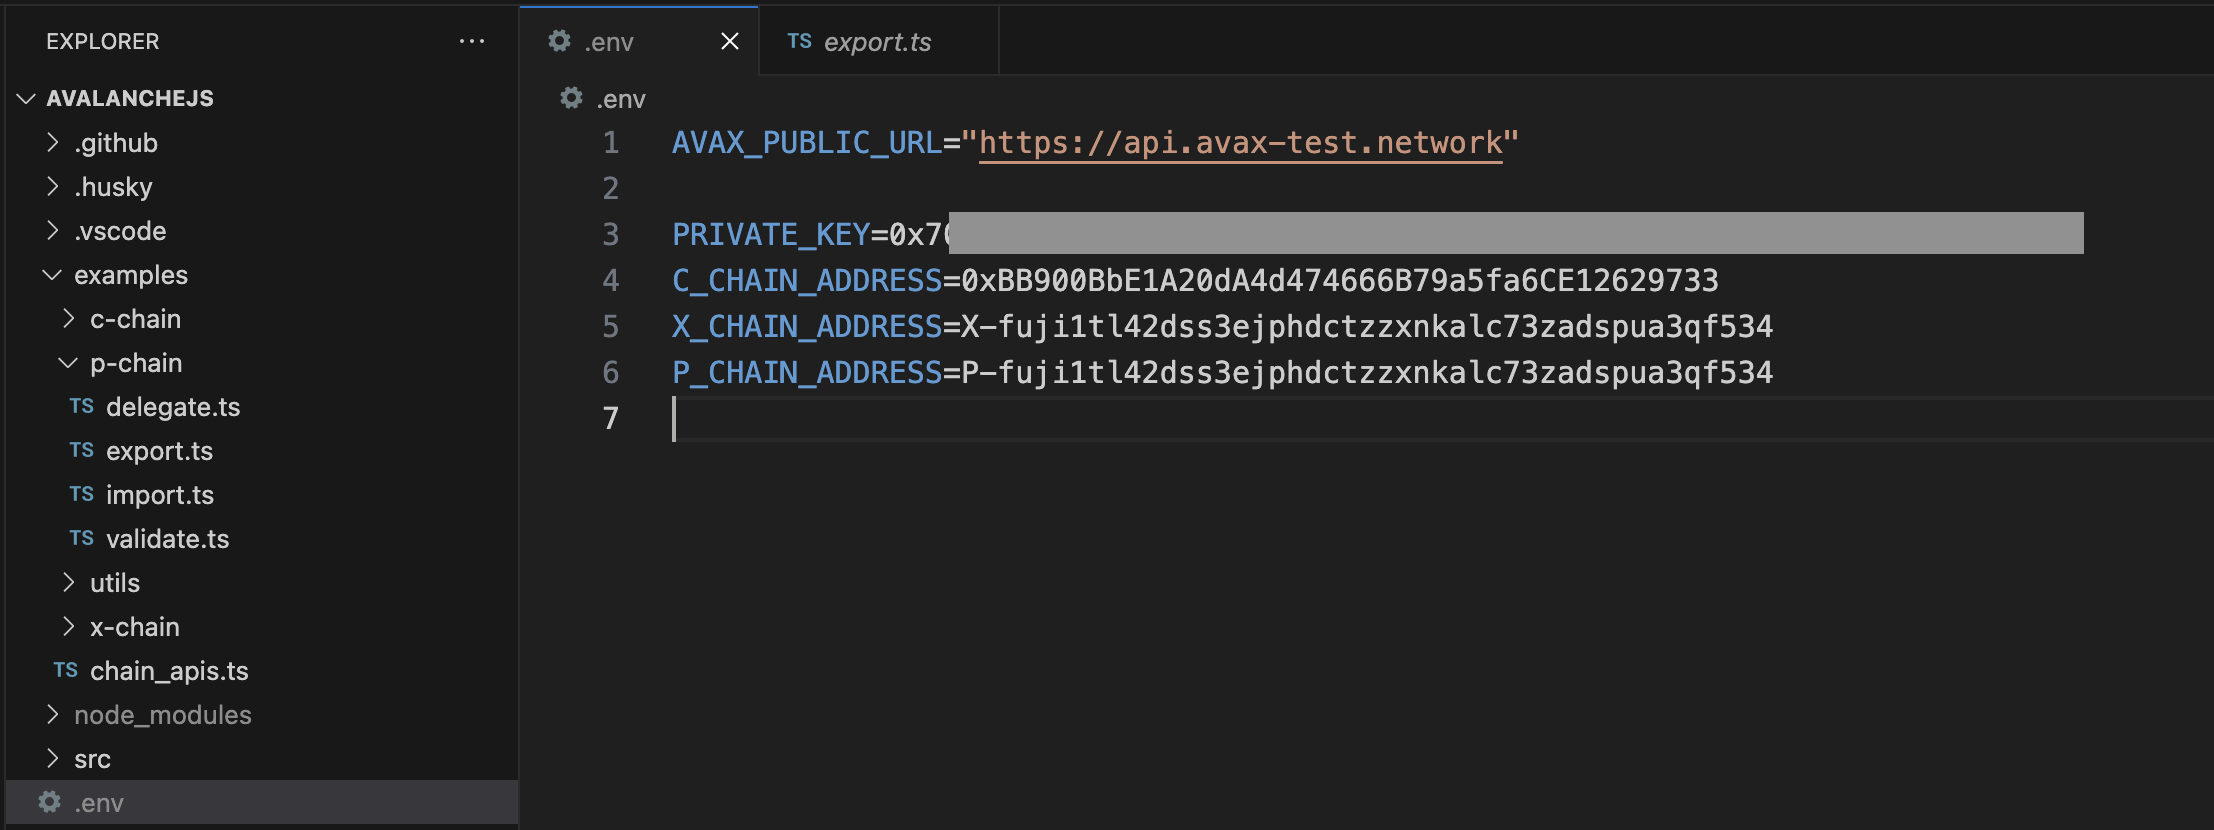 EXPLORER
AVALANCHEJS
.github
.husky
.vscode
examples
c-chain
p-chain
TS delegate.ts
TS export.ts
TS import.ts
TS validate.ts
utils
x-chain
TS chain_apis.ts
node_modules
src
.env
.env
TS export.ts
.env
1 AVAX_PUBLIC_URL="https://api.avax-test.network"
2
3 PRIVATE_KEY=0x7
4 C_CHAIN_ADDRESS=0xBB900BbE1A20dA4d474666B79a5fa6CE12629733
5 X_CHAIN_ADDRESS=X-fuji1tl42dss3ejphdctzzxnkalc73zadspua3qf534
6 P_CHAIN_ADDRESS=P-fuji1tl42dss3ejphdctzzxnkalc73zadspua3qf534
7